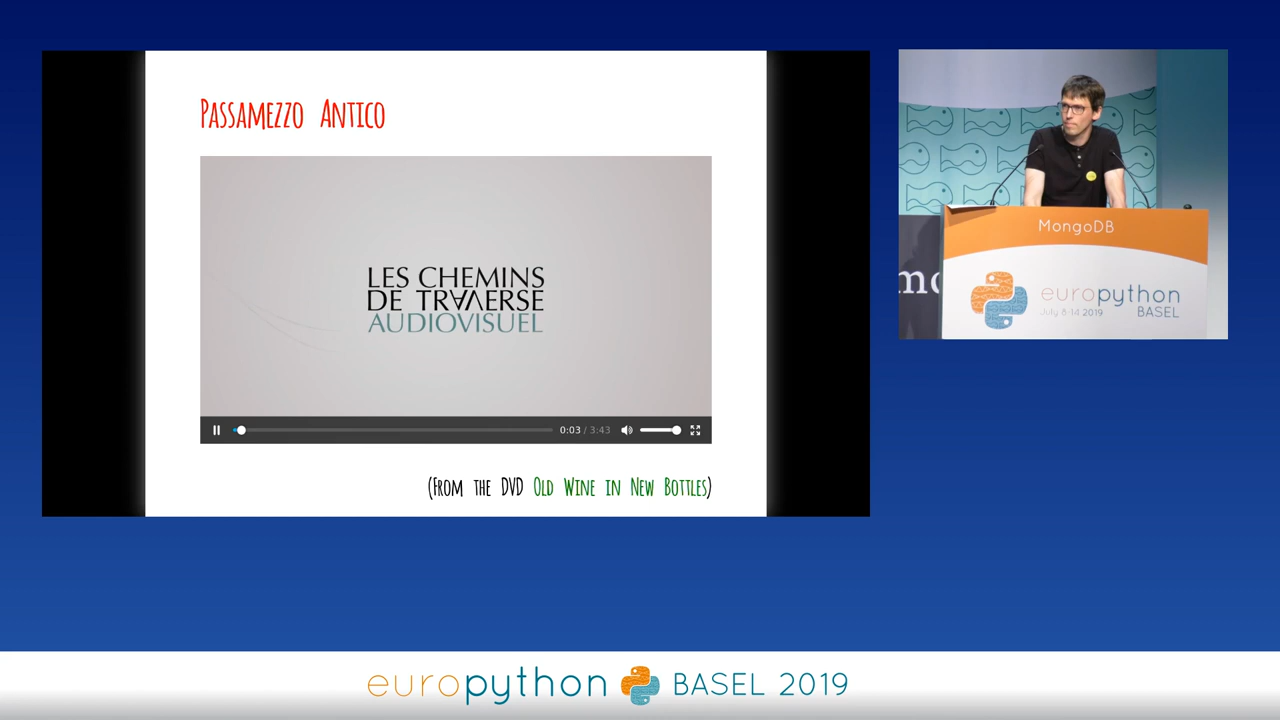 PASSAMEZZO ANTICO
LES CHEMINS
DE TRAVERSE
AUDIOVISUEL
0:03 / 3:43
(FROM THE DVD OLD WINE IN NEW BOTTLES)
MongoDB
europython
July 8-14 2019
BASEL
europython BASEL 2019